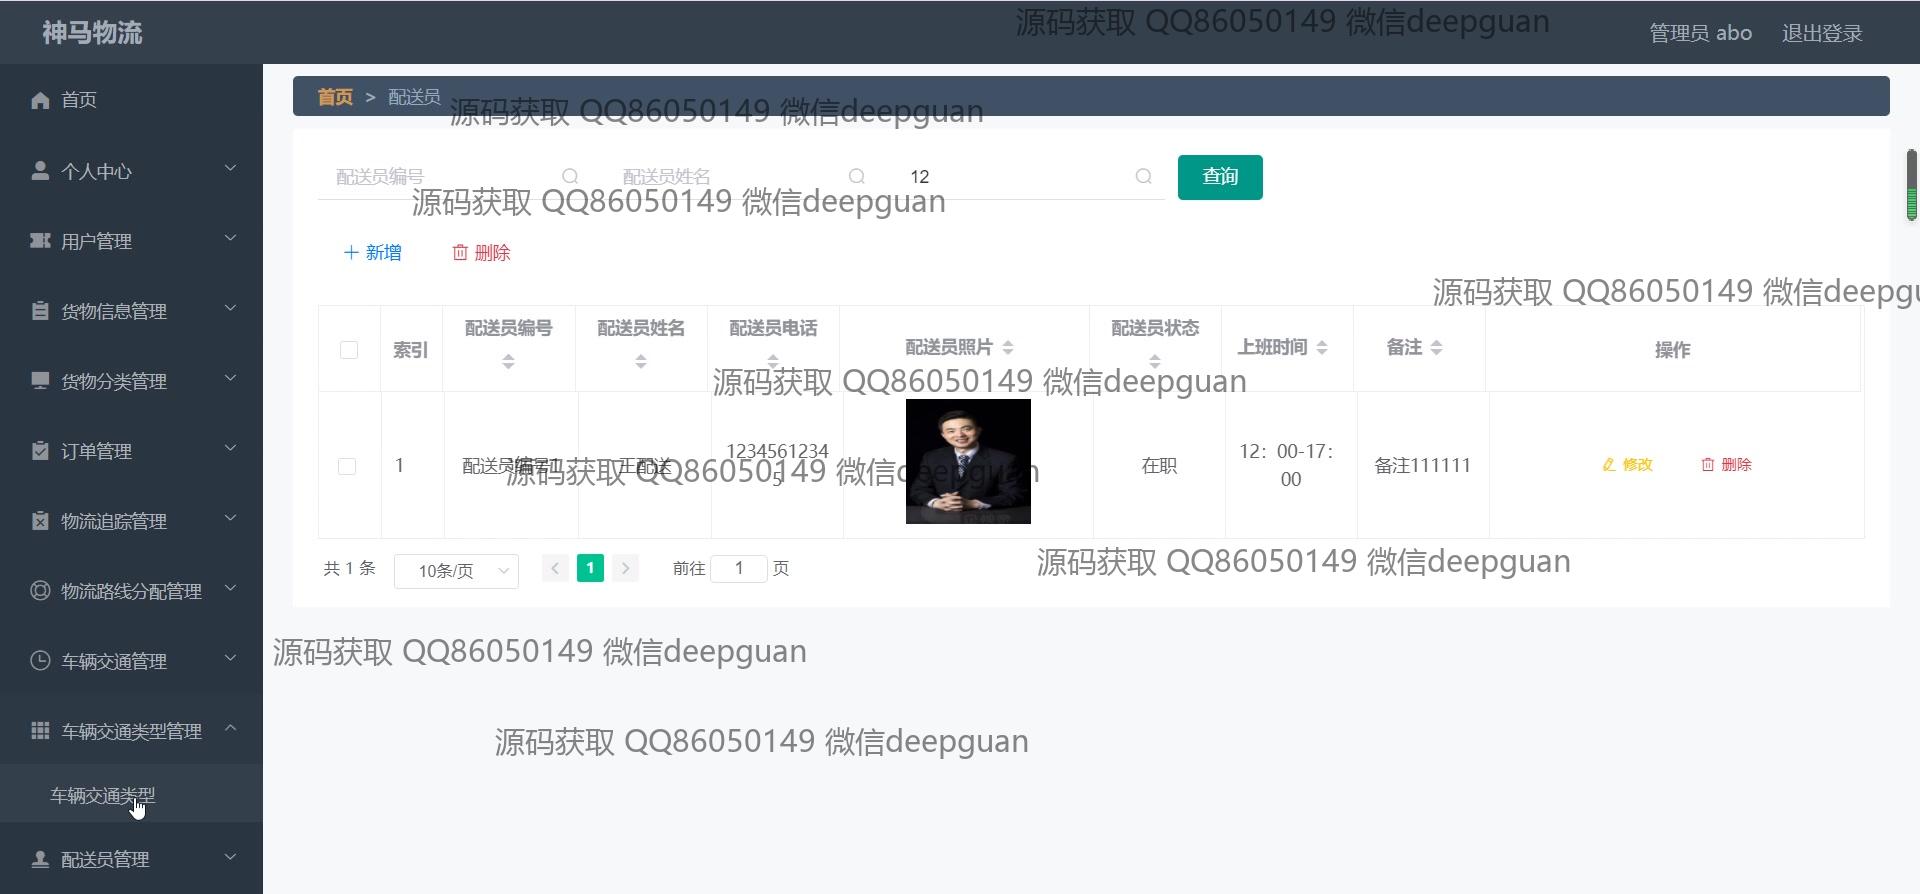 神马物流
源码获取 QQ86050149 微信deepguan
管理员 abo
退出登录
首页
个人中心
用户管理
货物信息管理
货物分类管理
订单管理
物流追踪管理
物流路线分配管理
车辆交通管理
车辆交通类型管理
车辆交通类型
配送员管理
首页 > 配送员
源码获取 QQ86050149 微信deepguan
配送员编号
配送员姓名
12
查询
源码获取 QQ86050149 微信deepguan
新增
删除
源码获取 QQ86050149 微信deepgu
索引
配送员编号
配送员姓名
配送员电话
配送员照片
配送员状态
上班时间
备注
操作
源码获取 QQ86050149 微信deepguan
1
配送员编号1
王配送
1234561234
5
在职
12：00-17：
00
备注111111
修改
删除
源码获取 QQ86050149 微信deepguan
共 1 条
10条/页
1
前往 1 页
源码获取 QQ86050149 微信deepguan
源码获取 QQ86050149 微信deepguan
源码获取 QQ86050149 微信deepguan